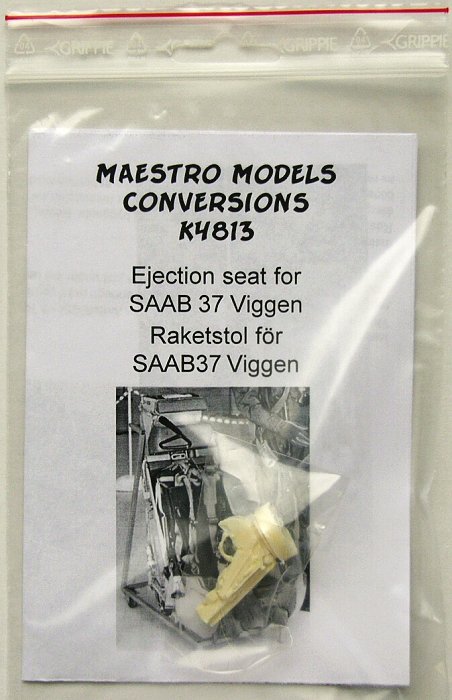 GRIPPIE GRIPPIE GRIPPIE
MAESTRO MODELS
CONVERSIONS
K4813
Ejection seat for
SAAB 37 Viggen
Raketstol för
SAAB37 Viggen